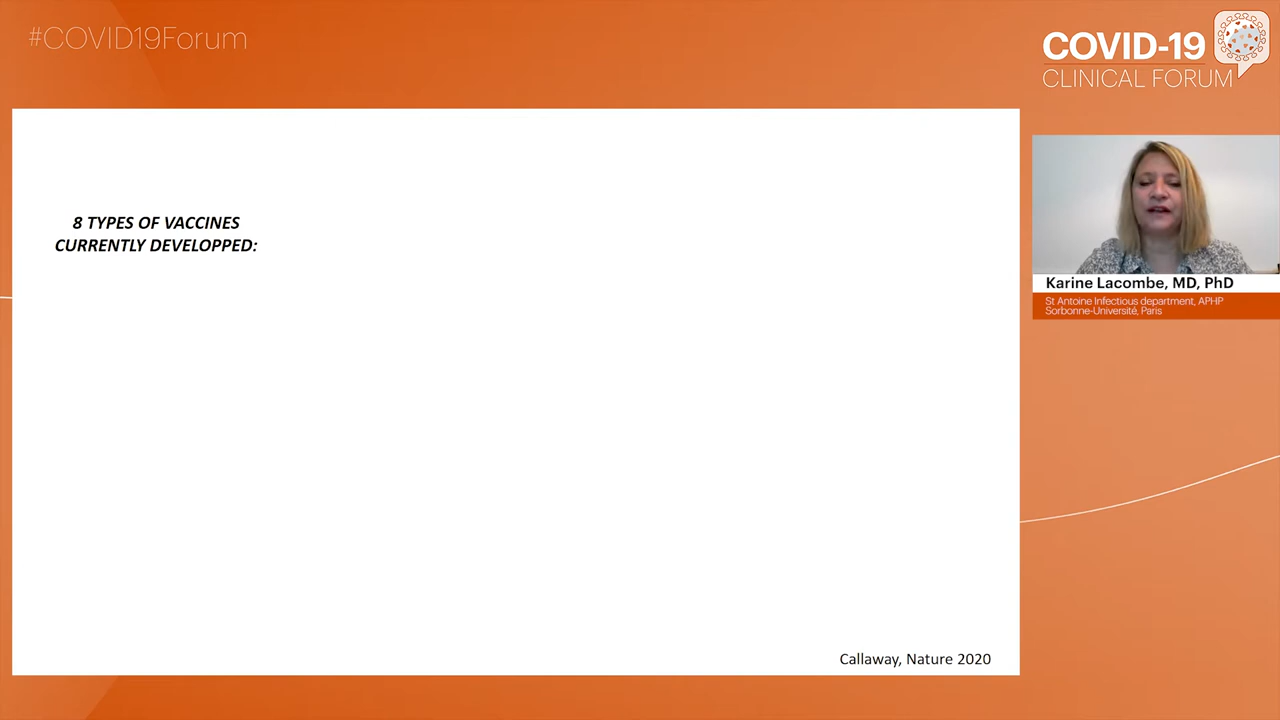 #COVID19Forum
COVID-19
CLINICAL FORUM
8 TYPES OF VACCINES
CURRENTLY DEVELOPPED:
Karine Lacombe, MD, PhD
St Antoine Infectious department, APHP
Sorbonne-Université, Paris
Callaway, Nature 2020